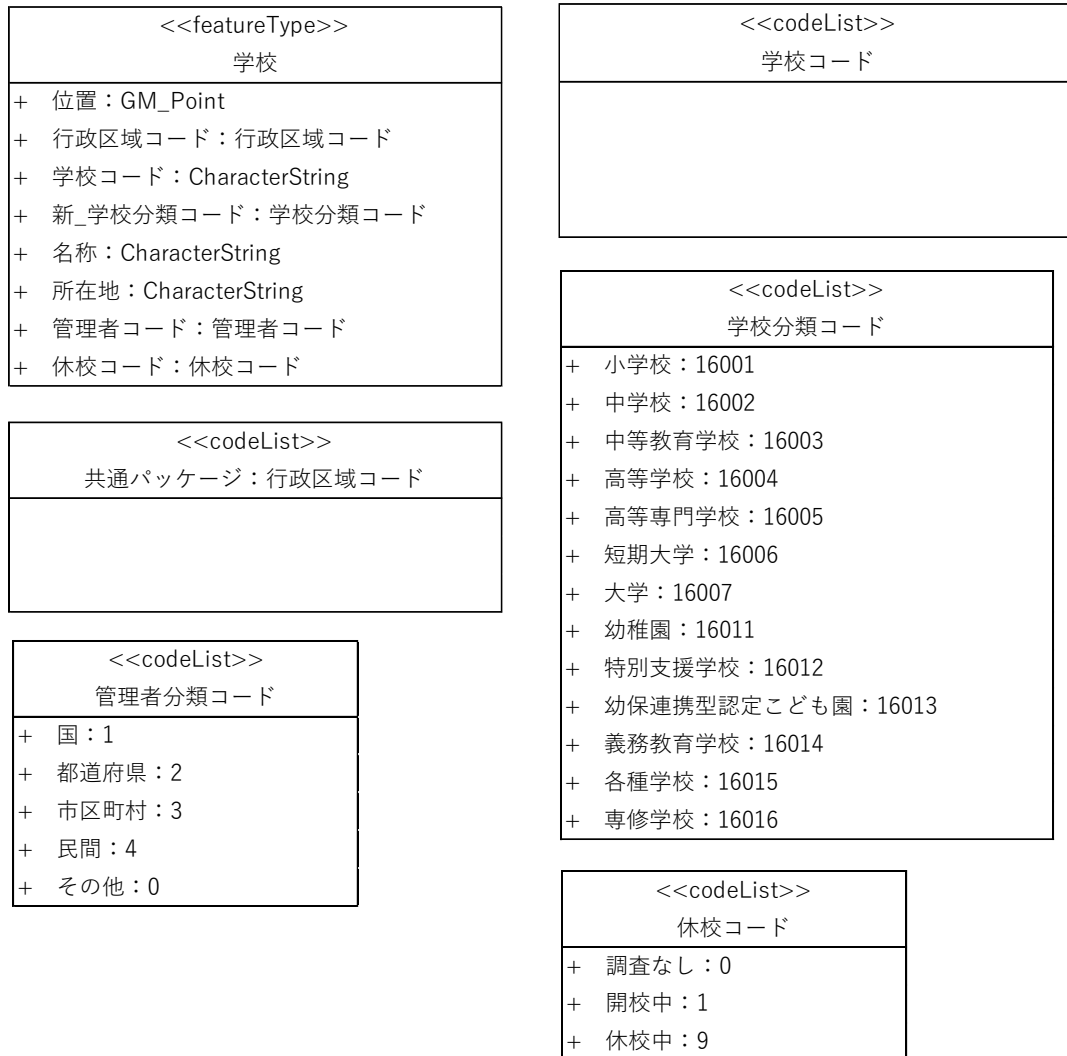 <<featureType>>
学校
+ 位置：GM_Point
+ 行政区域コード：行政区域コード
+ 学校コード：CharacterString
+ 新_学校分類コード：学校分類コード
+ 名称：CharacterString
+ 所在地：CharacterString
+ 管理者コード：管理者コード
+ 休校コード：休校コード
<<codeList>>
共通パッケージ：行政区域コード
<<codeList>>
管理者分類コード
+ 国：1
+ 都道府県：2
+ 市区町村：3
+ 民間：4
+ その他：0
<<codeList>>
学校コード
<<codeList>>
学校分類コード
+ 小学校：16001
+ 中学校：16002
+ 中等教育学校：16003
+ 高等学校：16004
+ 高等専門学校：16005
+ 短期大学：16006
+ 大学：16007
+ 幼稚園：16011
+ 特別支援学校：16012
+ 幼保連携型認定こども園：16013
+ 義務教育学校：16014
+ 各種学校：16015
+ 専修学校：16016
<<codeList>>
休校コード
+ 調査なし：0
+ 開校中：1
+ 休校中：9